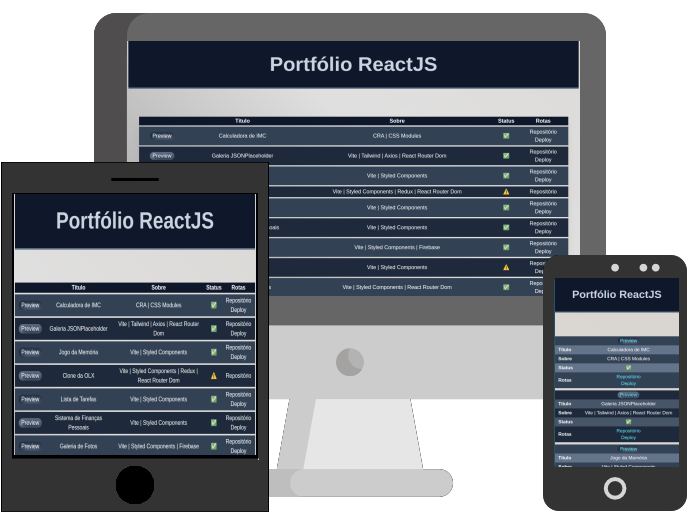 Portfólio ReactJS
Título Sobre Status Rotas
Preview Calculadora de IMC CRA | CSS Modules ✅ Repositório
Deploy
Preview Galeria JSONPlaceholder Vite | Tailwind | Axios | React Router Dom ✅ Repositório
Deploy
Vite | Styled Components ✅ Repositório
Deploy
Vite | Styled Components | Redux | React Router Dom ⚠️ Repositório
Vite | Styled Components ✅ Repositório
Deploy
oais Vite | Styled Components ✅ Repositório
Deploy
Vite | Styled Components | Firebase ✅ Repositório
Deploy
Vite | Styled Components ⚠️ Repo
Dep
Vite | Styled Components | Firebase ✅ Repo
De
Portfólio ReactJS
Título Sobre Status Rotas
Preview Calculadora de IMC CRA | CSS Modules ✅ Repositório
Deploy
Preview Galeria JSONPlaceholder Vite | Tailwind | Axios | React Router
Dom ✅ Repositório
Deploy
Preview Jogo da Memória Vite | Styled Components ✅ Repositório
Deploy
Preview Clone da OLX Vite | Styled Components | Redux |
React Router Dom ⚠️ Repositório
Preview Lista de Tarefas Vite | Styled Components ✅ Repositório
Deploy
Preview Sistema de Finanças
Pessoais Vite | Styled Components ✅ Repositório
Deploy
Preview Galeria de Fotos Vite | Styled Components | Firebase ✅ Repositório
Deploy
Portfólio ReactJS
Preview
Título Calculadora de IMC
Sobre CRA | CSS Modules
Status ✅
Rotas Repositório
Deploy
Preview
Título Galeria JSONPlaceholder
Sobre Vite | Tailwind | Axios | React Router Dom
Status ✅
Rotas Repositório
Deploy
Preview
Título Jogo da Memória
Sobre Vite | Styled Components